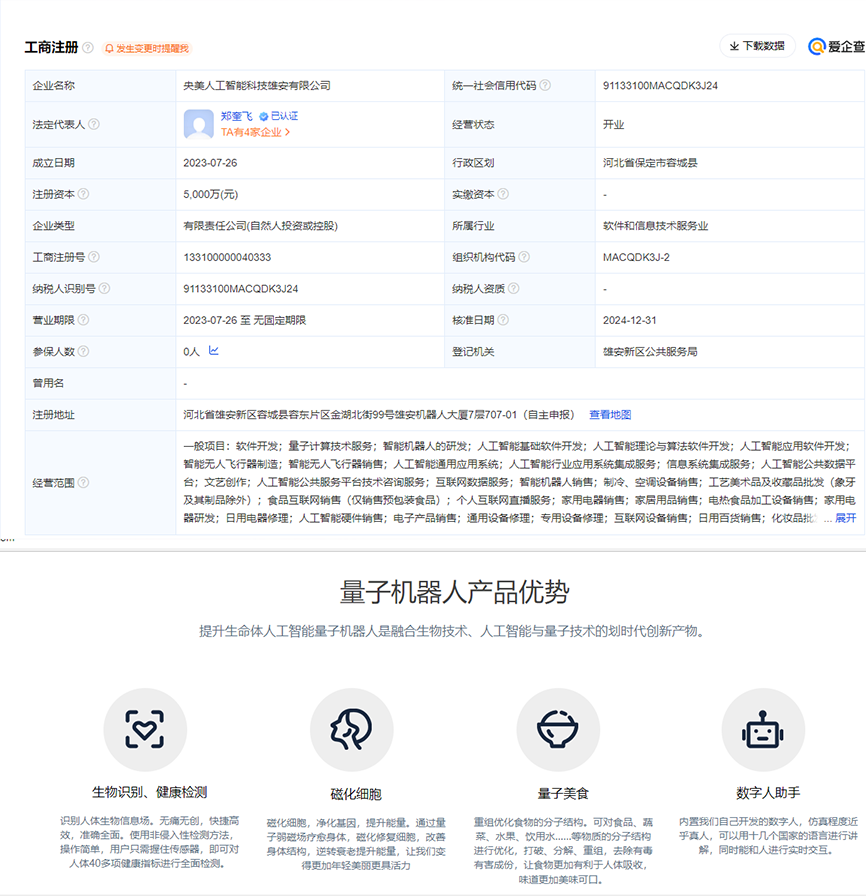 工商注册 发生变更时提醒我 下载数据 爱企查
企业名称 央美人工智能科技雄安有限公司 统一社会信用代码 91133100MACQDK3J24
法定代表人 郑奎飞 已认证 TA有4家企业 > 经营状态 开业
成立日期 2023-07-26 行政区划 河北省保定市容城县
注册资本 5,000万(元) 实缴资本 -
企业类型 有限责任公司(自然人投资或控股) 所属行业 软件和信息技术服务业
工商注册号 133100000040333 组织机构代码 MACQDK3J-2
纳税人识别号 91133100MACQDK3J24 纳税人资质 -
营业期限 2023-07-26 至 无固定期限 核准日期 2024-12-31
参保人数 0人 登记机关 雄安新区公共服务局
曾用名 -
注册地址 河北省雄安新区容城县容东片区金湖北街99号雄安机器人大厦7层707-01（自主申报） 查看地图
经营范围
一般项目：软件开发；量子计算技术服务；智能机器人的研发；人工智能基础软件开发；人工智能理论与算法软件开发；人工智能应用软件开发；
智能无人飞行器制造；智能无人飞行器销售；人工智能通用应用系统；人工智能行业应用系统集成服务；信息系统集成服务；人工智能公共数据平
台；文艺创作；人工智能公共服务平台技术咨询服务；互联网数据服务；智能机器人销售；制冷、空调设备销售；工艺美术品及收藏品批发（象牙
及其制品除外）；食品互联网销售（仅销售预包装食品）；个人互联网直播服务；家用电器销售；家居用品销售；电热食品加工设备销售；家用电
器研发；日用电器修理；人工智能硬件销售；电子产品销售；通用设备修理；专用设备修理；互联网设备销售；日用百货销售；化妆品批 ... 展开
量子机器人产品优势
提升生命体人工智能量子机器人是融合生物技术、人工智能与量子技术的划时代创新产物。
生物识别、健康检测
识别人体生物信息场。无痛无创，快捷高
效，准确全面。使用非侵入性检测方法，
操作简单，用户只需握住传感器，即可对
人体40多项健康指标进行全面检测。
磁化细胞
磁化细胞，净化基因，提升能量。通过量
子弱磁场疗愈身体，磁化修复细胞，改善
身体结构，逆转衰老提升能量，让我们变
得更加年轻美丽更具活力
量子美食
重组优化食物的分子结构。可对食品、蔬
菜、水果、饮用水......等物质的分子结构
进行优化，打破、分解、重组，去除有毒
有害成份，让食物更加有利于人体吸收，
味道更加美味可口。
数字人助手
内置我们自己开发的数字人，仿真程度近
乎真人，可以用十几个国家的语言进行讲
解，同时能和人进行实时交互。